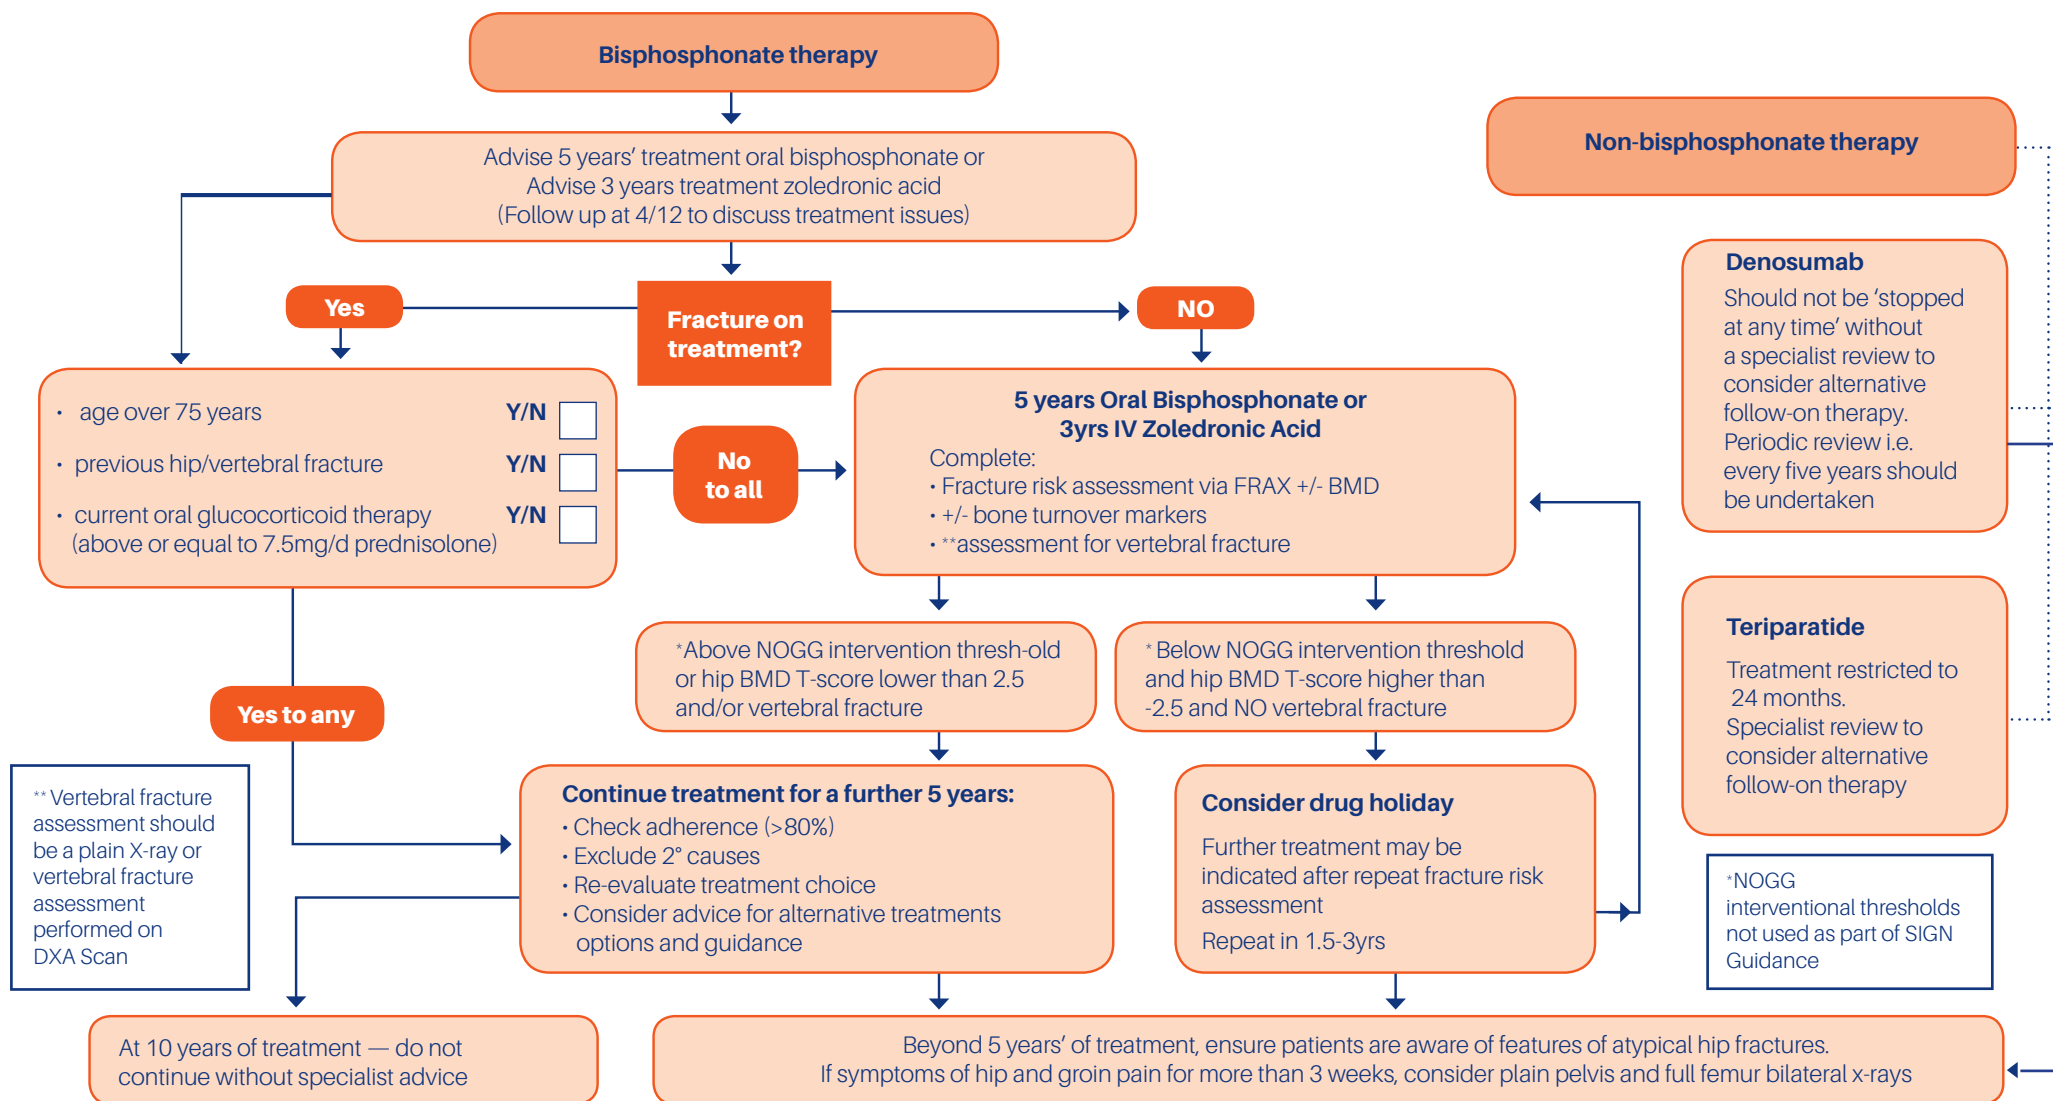 Bisphosphonate therapy
Advise 5 years’ treatment oral bisphosphonate or
Advise 3 years treatment zoledronic acid
(Follow up at 4/12 to discuss treatment issues)
Yes
Fracture on
treatment?
NO
• age over 75 years Y/N
• previous hip/vertebral fracture Y/N
• current oral glucocorticoid therapy Y/N
(above or equal to 7.5mg/d prednisolone)
No
to all
5 years Oral Bisphosphonate or
3yrs IV Zoledronic Acid
Complete:
• Fracture risk assessment via FRAX +/- BMD
• +/- bone turnover markers
• **assessment for vertebral fracture
Yes to any
*Above NOGG intervention thresh-old
or hip BMD T-score lower than 2.5
and/or vertebral fracture
* Below NOGG intervention threshold
and hip BMD T-score higher than
-2.5 and NO vertebral fracture
** Vertebral fracture
assessment should
be a plain X-ray or
vertebral fracture
assessment
performed on
DXA Scan
Continue treatment for a further 5 years:
• Check adherence (>80%)
• Exclude 2° causes
• Re-evaluate treatment choice
• Consider advice for alternative treatments
options and guidance
Consider drug holiday
Further treatment may be
indicated after repeat fracture risk
assessment
Repeat in 1.5-3yrs
At 10 years of treatment — do not
continue without specialist advice
Beyond 5 years’ of treatment, ensure patients are aware of features of atypical hip fractures.
If symptoms of hip and groin pain for more than 3 weeks, consider plain pelvis and full femur bilateral x-rays
Non-bisphosphonate therapy
Denosumab
Should not be ‘stopped
at any time’ without
a specialist review to
consider alternative
follow-on therapy.
Periodic review i.e.
every five years should
be undertaken
Teriparatide
Treatment restricted to
24 months.
Specialist review to
consider alternative
follow-on therapy
*NOGG
interventional thresholds
not used as part of SIGN
Guidance